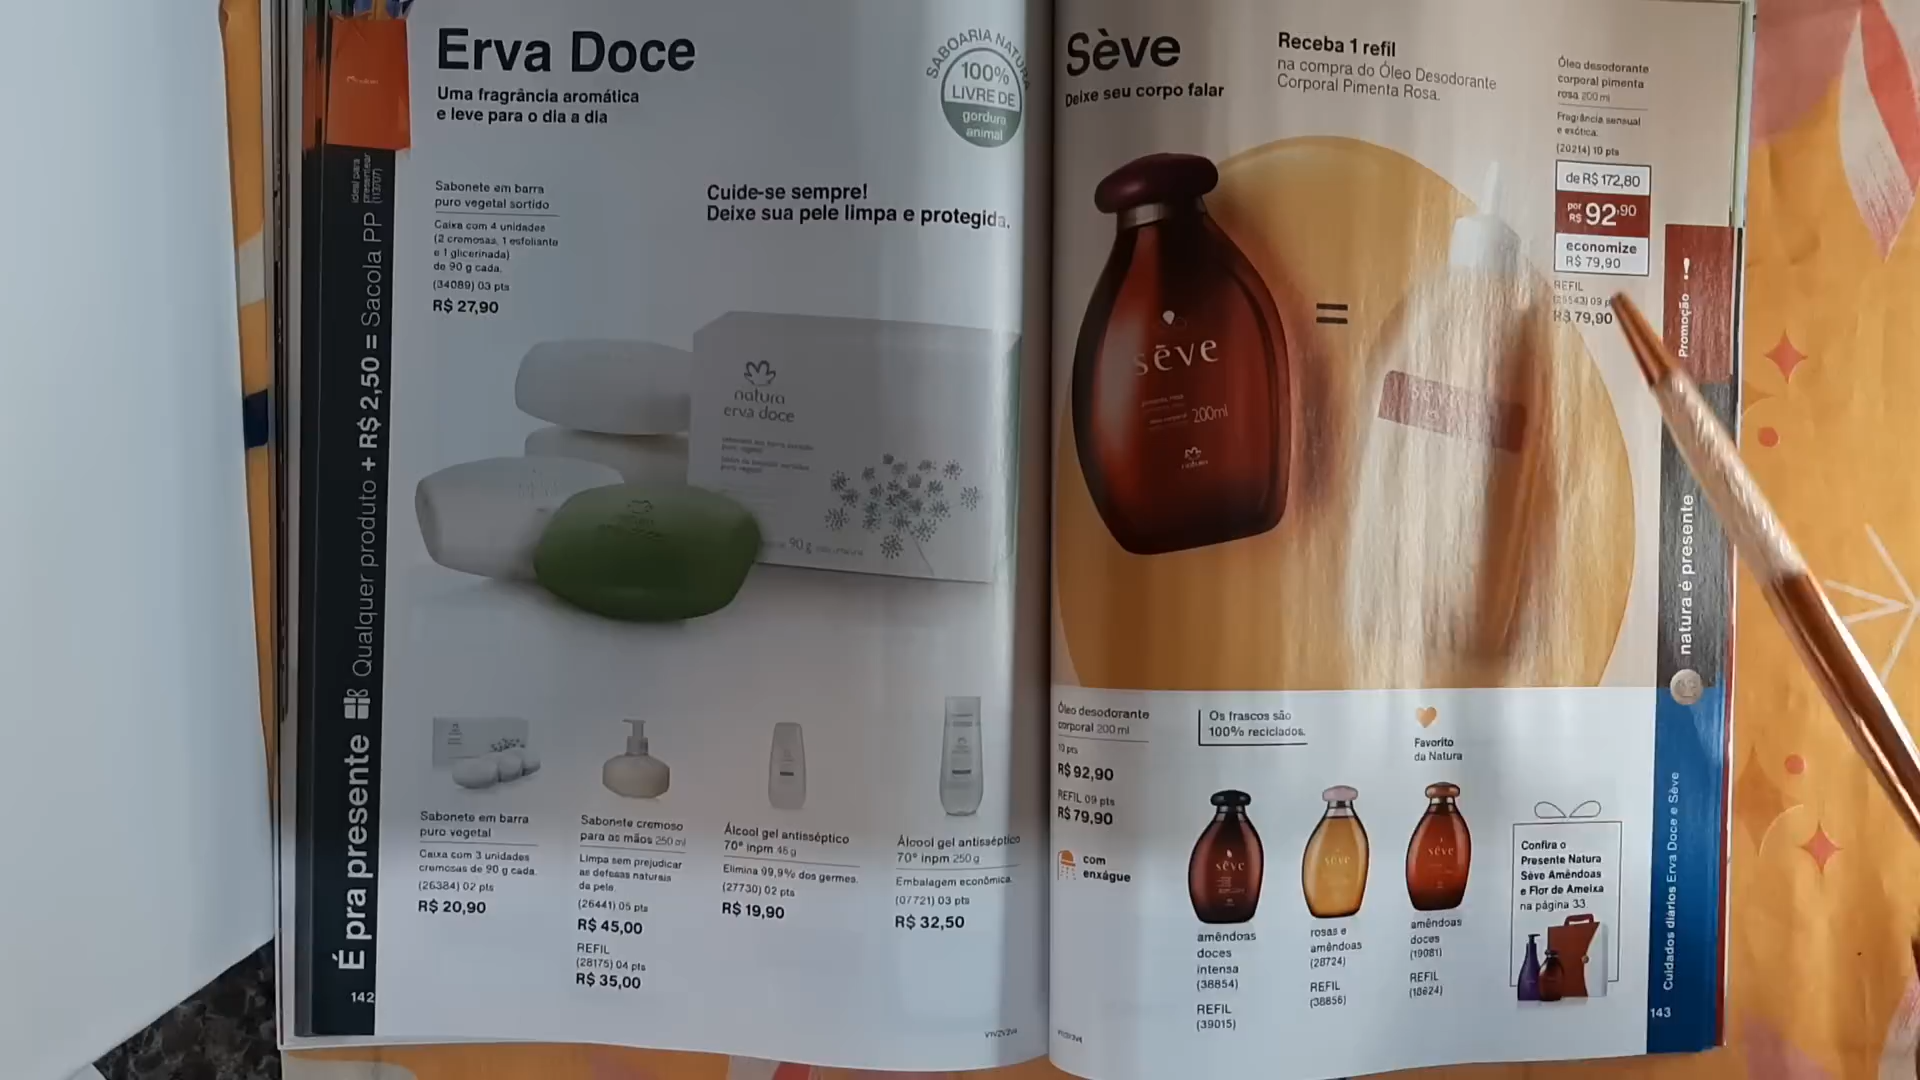 Erva Doce
Uma fragrância aromática
e leve para o dia a dia
SABOARIA NATURA
100%
LIVRE DE
gordura
animal
Sabonete em barra
puro vegetal sortido
Caixa com 4 unidades
(2 cremosas, 1 esfoliante
e 1 glicerinada)
de 90 g cada.
(34089) 03 pts
R$ 27,90
Cuide-se sempre!
Deixe sua pele limpa e protegida.
natura
erva doce
90 g
É pra presente Qualquer produto + R$ 2,50 = Sacola PP
ideal para
presentear
(113707)
Sabonete em barra
puro vegetal
Caixa com 3 unidades
cremosas de 90 g cada.
(26384) 02 pts
R$ 20,90
Sabonete cremoso
para as mãos 250 ml
Limpa sem prejudicar
as defesas naturais
da pele.
(26441) 05 pts
R$ 45,00
REFIL
(28175) 04 pts
R$ 35,00
Álcool gel antisséptico
70° inpm 45 g
Elimina 99,9% dos germes.
(27730) 02 pts
R$ 19,90
Álcool gel antisséptico
70° inpm 250 g
Embalagem econômica.
(07721) 03 pts
R$ 32,50
142
Sève
Deixe seu corpo falar
Receba 1 refil
na compra do Óleo Desodorante
Corporal Pimenta Rosa.
Óleo desodorante
corporal pimenta
rosa 200 ml
Fragrância sensual
e exótica.
(20214) 10 pts
de R$ 172,80
por
R$ 92,90
economize
R$ 79,90
REFIL
R$ 79,90
=
sève
200ml
natura
Promoção !
natura é presente
Óleo desodorante
corporal 200 ml
10 pts
R$ 92,90
REFIL 09 pts
R$ 79,90
com
enxágue
Os frascos são
100% reciclados.
Favorito
da Natura
sève
sève
sève
amêndoas
doces
intensa
(38854)
REFIL
(39015)
rosas e
amêndoas
(28724)
REFIL
(38856)
amêndoas
doces
(19081)
REFIL
(18624)
Confira o
Presente Natura
Sève Amêndoas
e Flor de Ameixa
na página 33
Cuidados diários Erva Doce e Sève
143